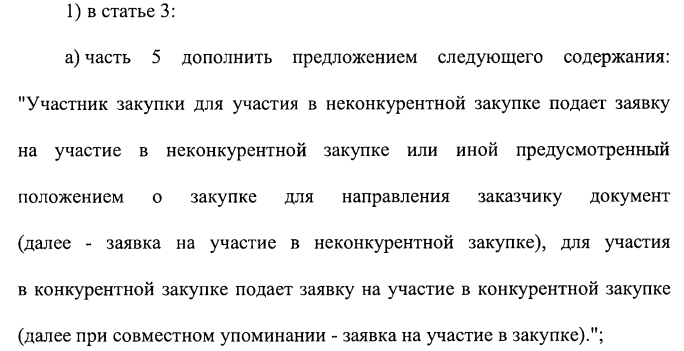 1) в статье 3:
а) часть 5 дополнить предложением следующего содержания:
"Участник закупки для участия в неконкурентной закупке подает заявку
на участие в неконкурентной закупке или иной предусмотренный
положением о закупке для направления заказчику документ
(далее - заявка на участие в неконкурентной закупке), для участия
в конкурентной закупке подает заявку на участие в конкурентной закупке
(далее при совместном упоминании - заявка на участие в закупке).";